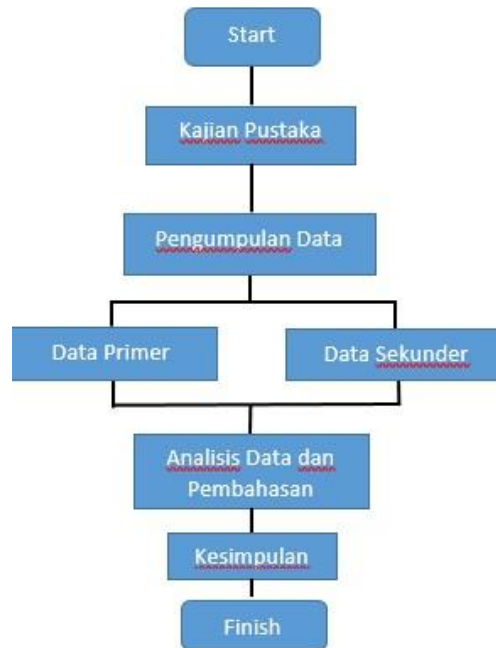 Start
Kajian Pustaka
Pengumpulan Data
Data Primer
Data Sekunder
Analisis Data dan
Pembahasan
Kesimpulan
Finish